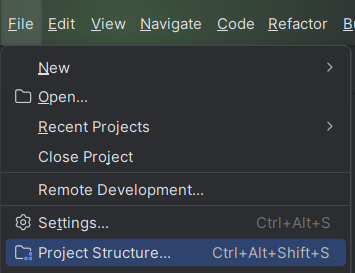 File Edit View Navigate Code Refactor
New
Open...
Recent Projects
Close Project
Remote Development...
Settings... Ctrl+Alt+S
Project Structure... Ctrl+Alt+Shift+S